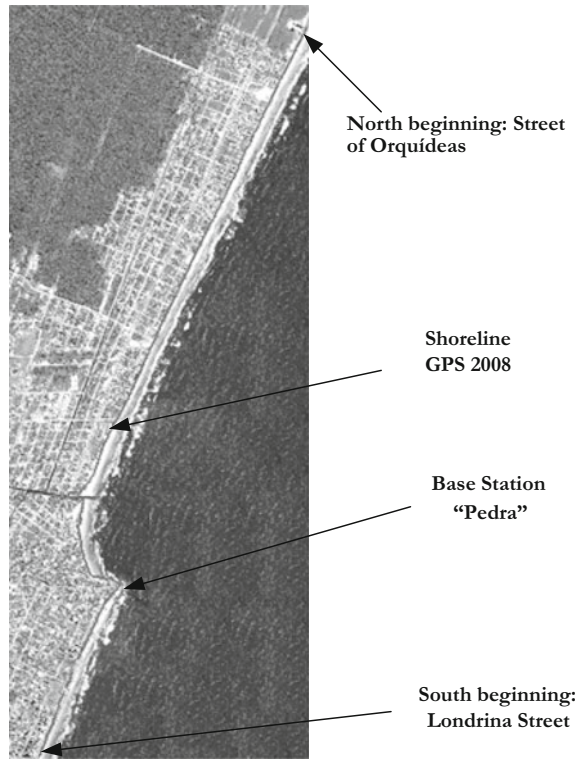 North beginning: Street
of Orquídeas
Shoreline
GPS 2008
Base Station
“Pedra”
South beginning:
Londrina Street